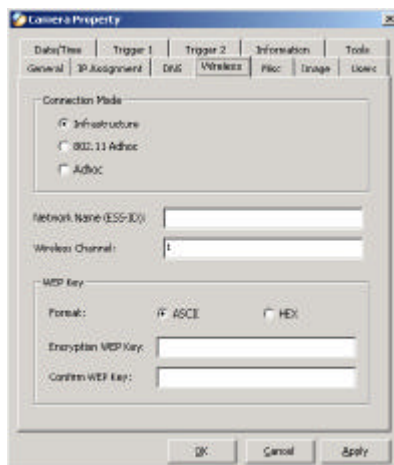 Camera Property
Date/Time Trigger 1 Trigger 2 Information Tools
General IP Assignment DNS Wireless Misc Image Users
Connection Mode
Infrastructure
802.11 Adhoc
Adhoc
Network Name (ESS-ID):
Wireless Channel: 1
WEP Key
Format: ASCII HEX
Encryption WEP Key:
Confirm WEP Key:
OK Cancel Apply